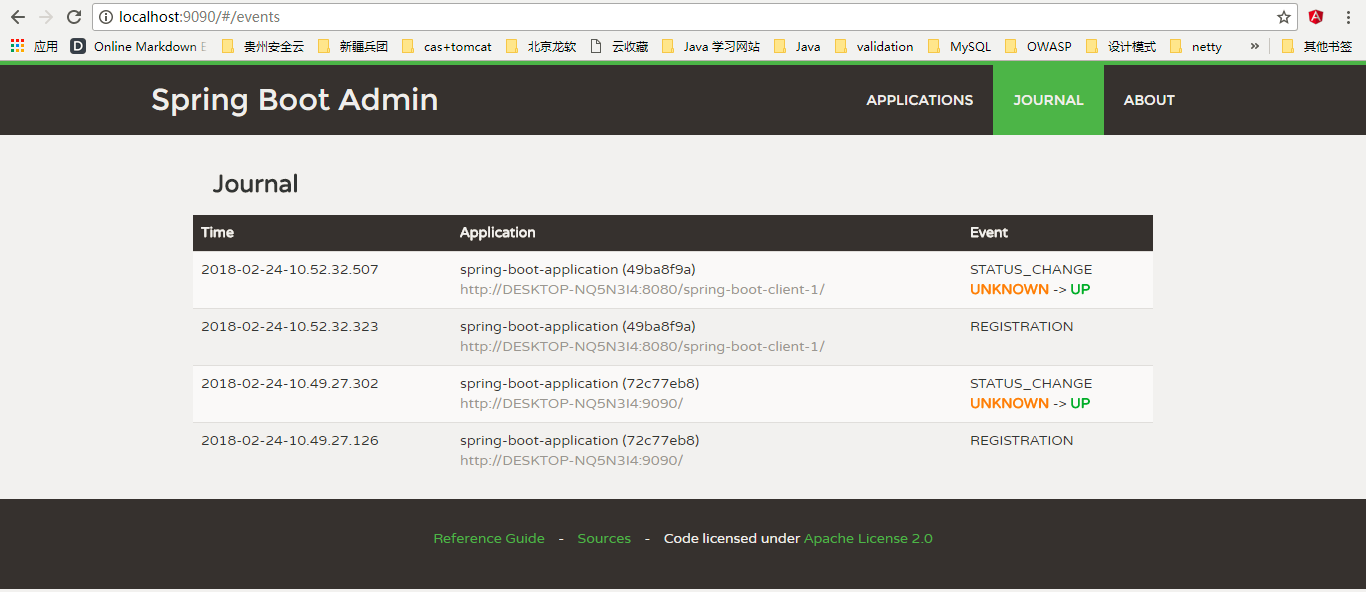 localhost:9090/#/events
应用 Online Markdown 贵州安全云 新疆兵团 cas+tomcat 北京龙软 云收藏 Java 学习网站 Java validation MySQL OWASP 设计模式 netty » 其他书签
Spring Boot Admin APPLICATIONS JOURNAL ABOUT
Journal
Time Application Event
2018-02-24-10.52.32.507 spring-boot-application (49ba8f9a) STATUS_CHANGE
http://DESKTOP-NQ5N3I4:8080/spring-boot-client-1/ UNKNOWN -> UP
2018-02-24-10.52.32.323 spring-boot-application (49ba8f9a) REGISTRATION
http://DESKTOP-NQ5N3I4:8080/spring-boot-client-1/
2018-02-24-10.49.27.302 spring-boot-application (72c77eb8) STATUS_CHANGE
http://DESKTOP-NQ5N3I4:9090/ UNKNOWN -> UP
2018-02-24-10.49.27.126 spring-boot-application (72c77eb8) REGISTRATION
http://DESKTOP-NQ5N3I4:9090/
Reference Guide - Sources - Code licensed under Apache License 2.0